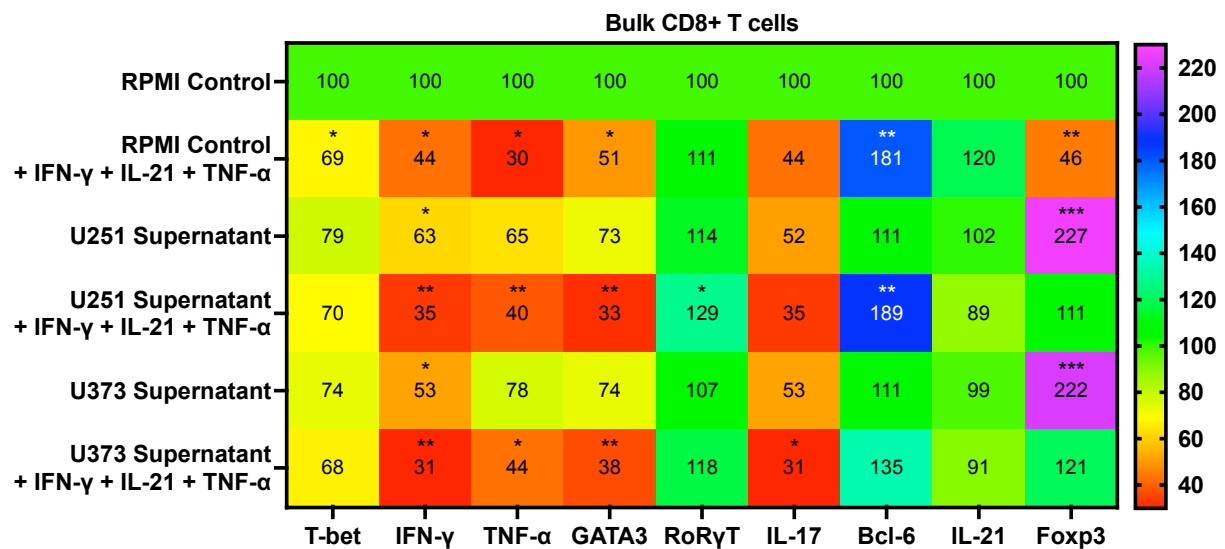 Bulk CD8+ T cells
RPMI Control 100 100 100 100 100 100 100 100 100
* * * * ** **
RPMI Control
+ IFN-γ + IL-21 + TNF-α 69 44 30 51 111 44 181 120 46
* ***
U251 Supernatant 79 63 65 73 114 52 111 102 227
** ** ** * **
U251 Supernatant
+ IFN-γ + IL-21 + TNF-α 70 35 40 33 129 35 189 89 111
* ***
U373 Supernatant 74 53 78 74 107 53 111 99 222
** * ** *
U373 Supernatant
+ IFN-γ + IL-21 + TNF-α 68 31 44 38 118 31 135 91 121
T-bet IFN-γ TNF-α GATA3 RoRγT IL-17 Bcl-6 IL-21 Foxp3
220
200
180
160
140
120
100
80
60
40